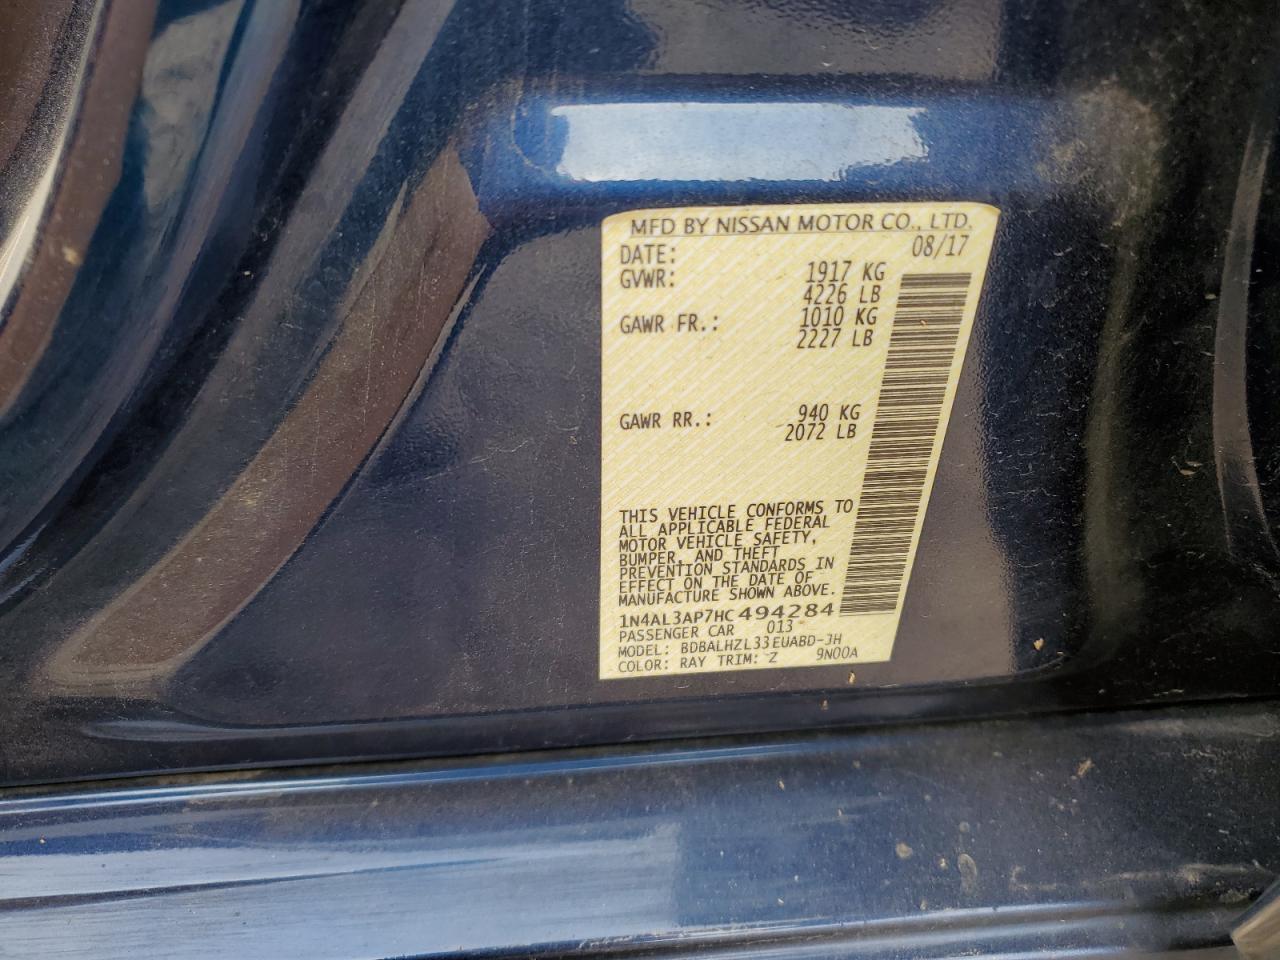 MFD BY NISSAN MOTOR CO., LTD.
DATE: 08/17
GVWR: 1917 KG
4226 LB
GAWR FR.: 1010 KG
2227 LB
GAWR RR.: 940 KG
2072 LB
THIS VEHICLE CONFORMS TO
ALL APPLICABLE FEDERAL
MOTOR VEHICLE SAFETY,
BUMPER, AND THEFT
PREVENTION STANDARDS IN
EFFECT ON THE DATE OF
MANUFACTURE SHOWN ABOVE.
1N4AL3AP7HC494284
PASSENGER CAR 013
MODEL: BDBALHZL33EUABD-JH
COLOR: RAY TRIM: Z 9N00A